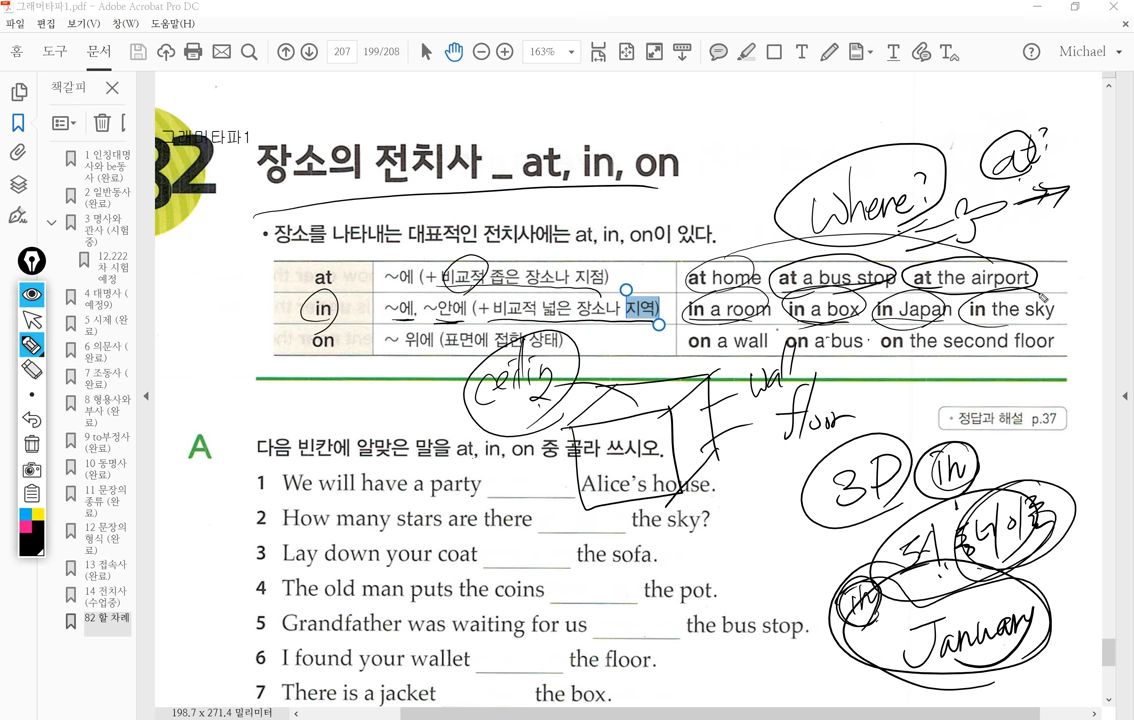 그래머타파1.pdf - Adobe Acrobat Pro DC
파일 편집 보기(V) 창(W) 도움말(H)
홈 도구 문서 207 199/208 163% Michael
책갈피
1 인칭대명
사와 be동
사 (완료)
2 일반동사
(완료)
3 명사와
관사 (시험
중)
12,222
차 시험
예정
4 대명사 (
예정9)
5 시제 (완
료)
6 의문사 (
완료)
7 조동사 (
완료)
8 형용사와
부사 (완
료)
9 to부정사
(완료)
10 동명사
(완료)
11 문장의
종류 (완
료)
12 문장의
형식 (완
료)
13 접속사
(완료)
14 전치사
(수업중)
82 할 차례
그래머타파1
82 장소의 전치사 _ at, in, on
Where?
at?
• 장소를 나타내는 대표적인 전치사에는 at, in, on이 있다.
at ~에 (+ 비교적 좁은 장소나 지점) at home at a bus stop at the airport
in ~에, ~안에 (+ 비교적 넓은 장소나 지역) in a room in a box in Japan in the sky
on ~ 위에 (표면에 접한 상태) on a wall on a bus on the second floor
wall
floor
• 정답과 해설 p.37
A 다음 빈칸에 알맞은 말을 at, in, on 중 골라 쓰시오.
3P
in
1 We will have a party Alice's house.
2 How many stars are there the sky?
3 Lay down your coat the sofa.
4 The old man puts the coins the pot.
in
January
5 Grandfather was waiting for us the bus stop.
6 I found your wallet the floor.
7 There is a jacket the box.
198.7 x 271.4 밀리미터